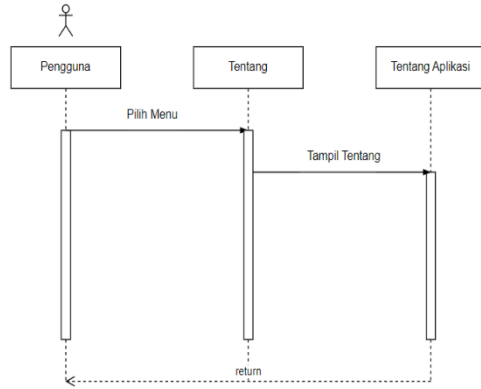 Pengguna
Tentang
Tentang Aplikasi
Pilih Menu
Tampil Tentang
return